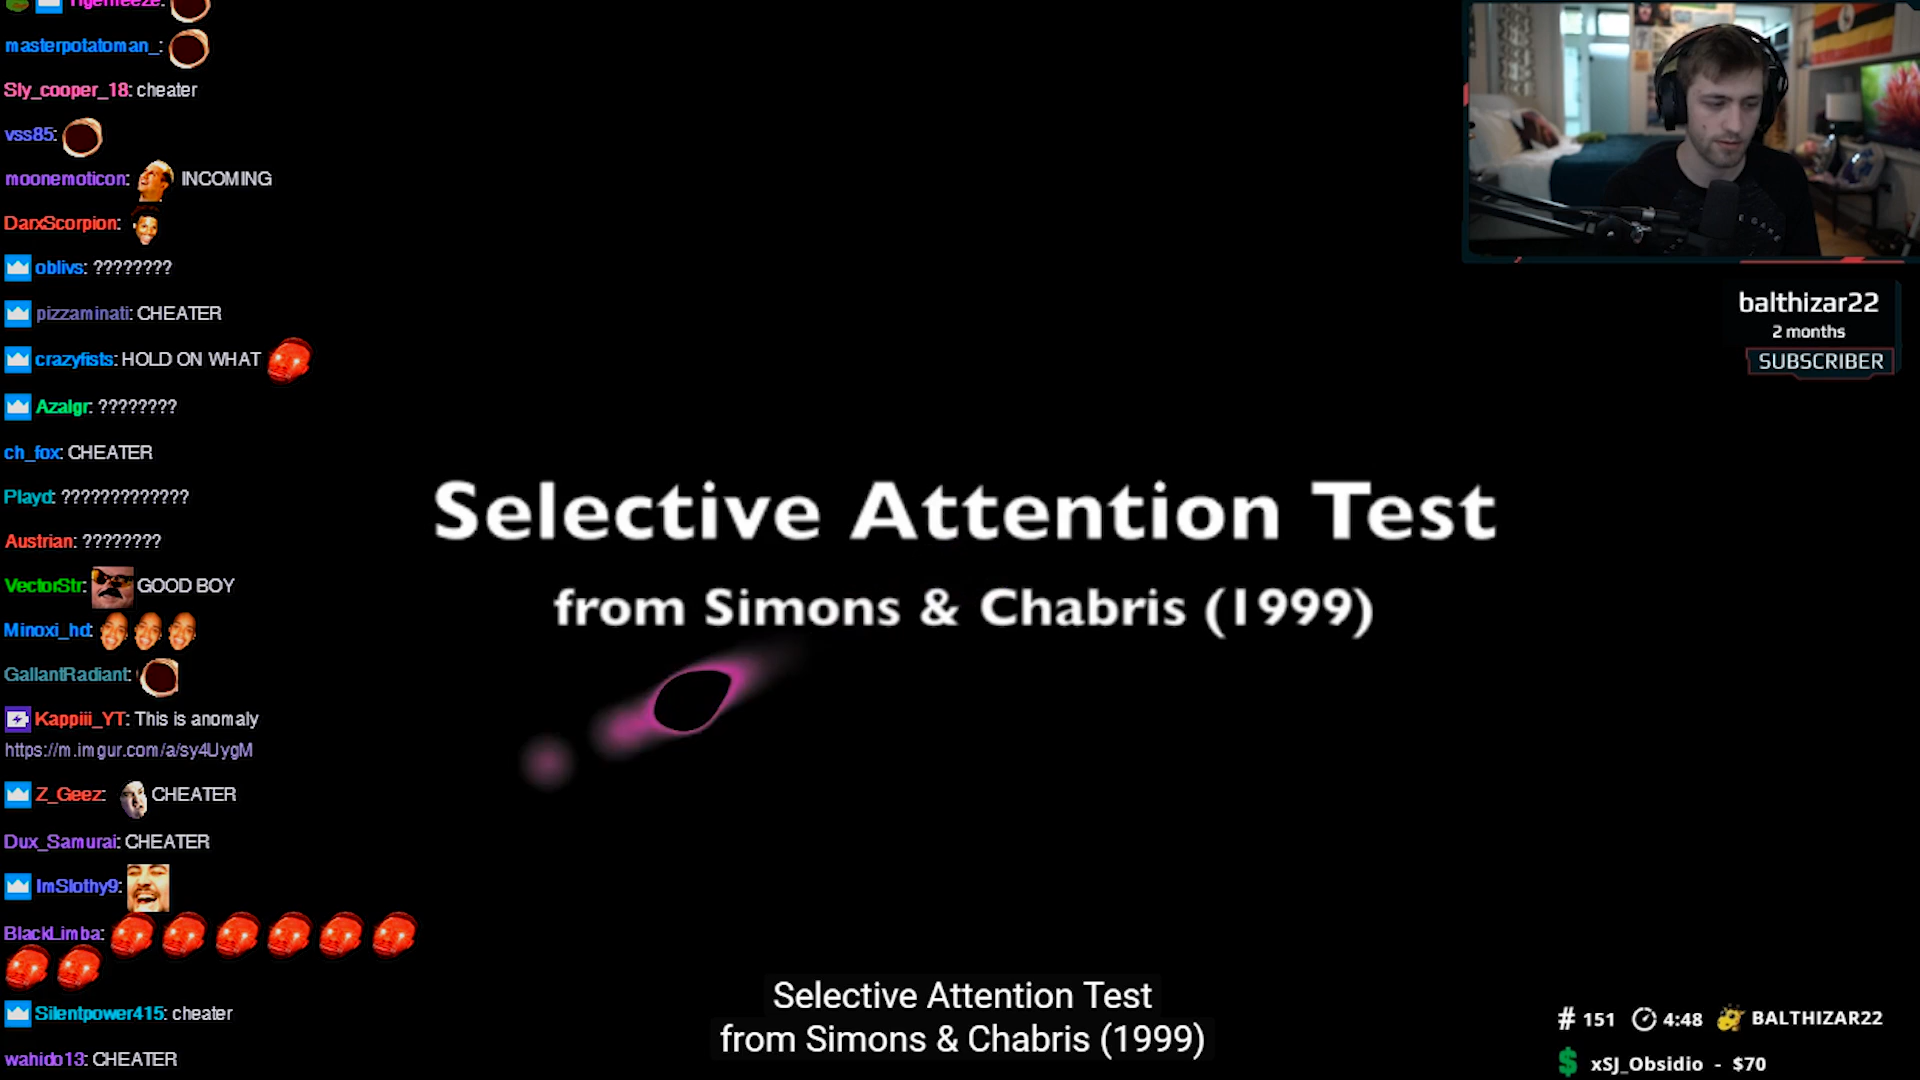 Tigerfreeze:
masterpotatoman_:
Sly_cooper_18: cheater
vss85:
moonemoticon: INCOMING
DarxScorpion:
oblivs: ????????
pizzaminati: CHEATER
crazyfists: HOLD ON WHAT
Azalgr: ????????
ch_fox: CHEATER
Playd: ?????????????
Austrian: ????????
VectorStr: GOOD BOY
Minoxi_hd:
GallantRadiant:
Kappiii_YT: This is anomaly
https://m.imgur.com/a/sy4UygM
Z_Geez: CHEATER
Dux_Samurai: CHEATER
ImSlothy9:
BlackLimba:
Silentpower415: cheater
wahido13: CHEATER
Selective Attention Test
from Simons & Chabris (1999)
Selective Attention Test
from Simons & Chabris (1999)
balthizar22
2 months
SUBSCRIBER
# 151 4:48 BALTHIZAR22
$ xSJ_Obsidio - $70